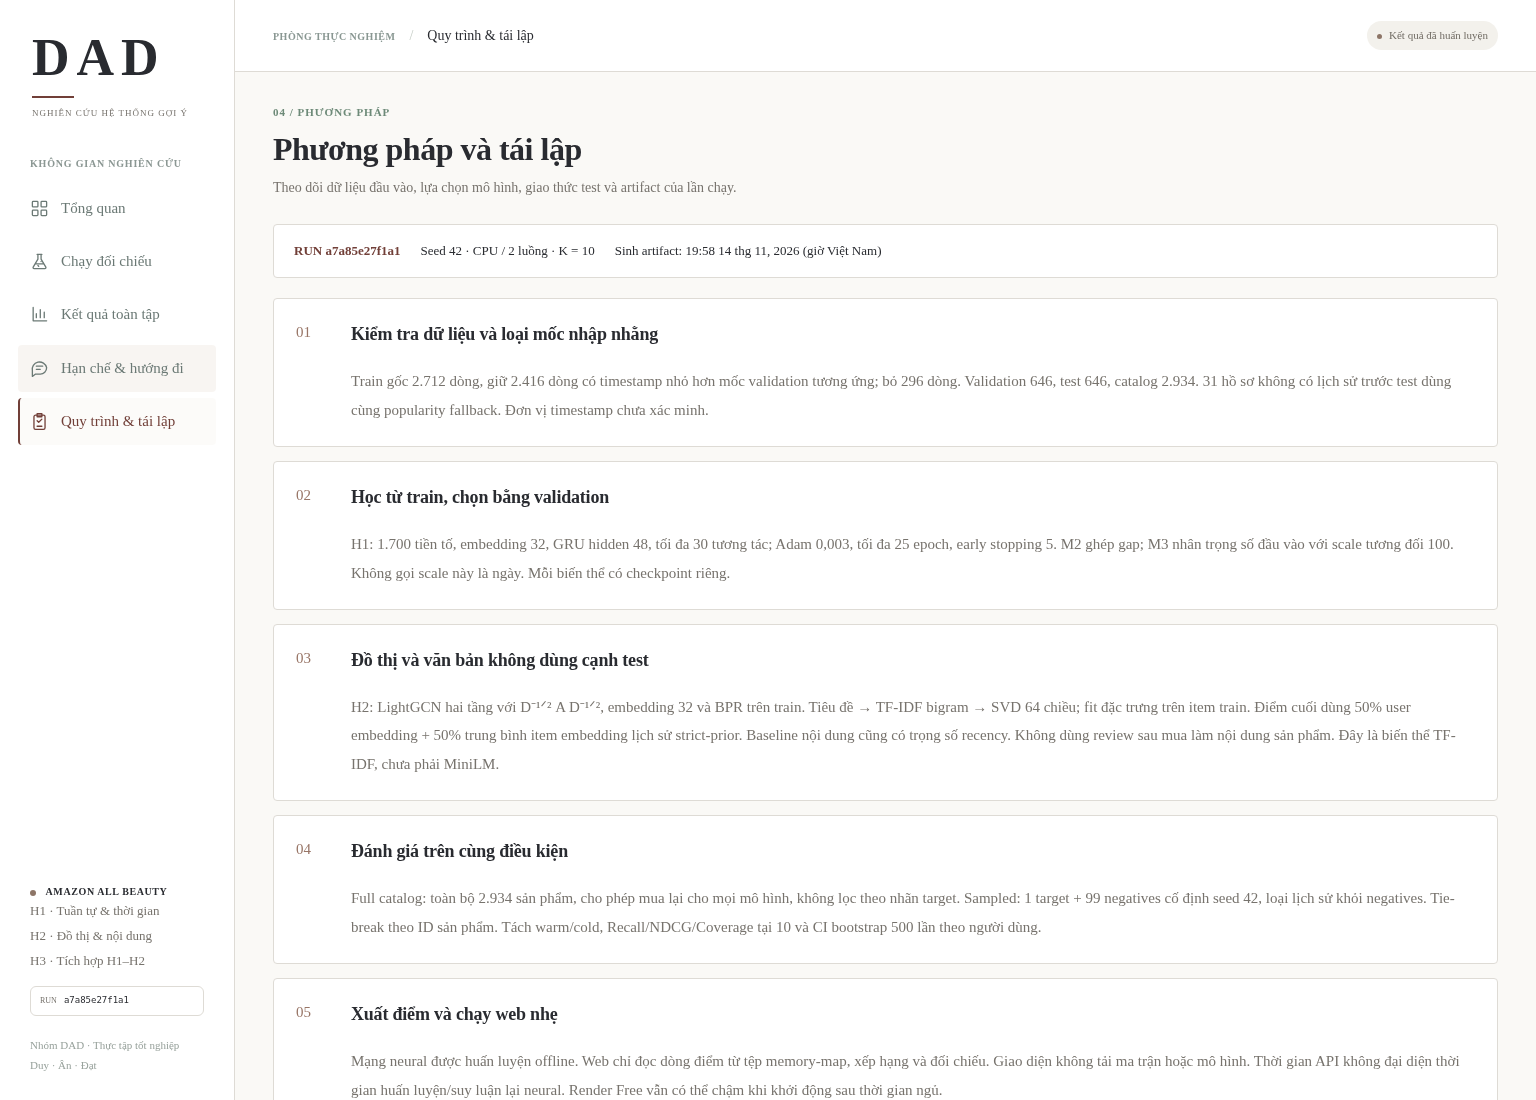 DAD
NGHIÊN CỨU HỆ THỐNG GỢI Ý
KHÔNG GIAN NGHIÊN CỨU
Tổng quan
Chạy đối chiếu
Kết quả toàn tập
Hạn chế & hướng đi
Quy trình & tái lập
AMAZON ALL BEAUTY
H1 · Tuần tự & thời gian
H2 · Đồ thị & nội dung
H3 · Tích hợp H1–H2
RUN a7a85e27f1a1
Nhóm DAD · Thực tập tốt nghiệp
Duy · Ân · Đạt
PHÒNG THỰC NGHIỆM / Quy trình & tái lập
Kết quả đã huấn luyện
04 / PHƯƠNG PHÁP
Phương pháp và tái lập
Theo dõi dữ liệu đầu vào, lựa chọn mô hình, giao thức test và artifact của lần chạy.
RUN a7a85e27f1a1 Seed 42 · CPU / 2 luồng · K = 10 Sinh artifact: 19:58 14 thg 11, 2026 (giờ Việt Nam)
01 Kiểm tra dữ liệu và loại mốc nhập nhằng
Train gốc 2.712 dòng, giữ 2.416 dòng có timestamp nhỏ hơn mốc validation tương ứng; bỏ 296 dòng. Validation 646, test 646, catalog 2.934. 31 hồ sơ không có lịch sử trước test dùng
cùng popularity fallback. Đơn vị timestamp chưa xác minh.
02 Học từ train, chọn bằng validation
H1: 1.700 tiền tố, embedding 32, GRU hidden 48, tối đa 30 tương tác; Adam 0,003, tối đa 25 epoch, early stopping 5. M2 ghép gap; M3 nhân trọng số đầu vào với scale tương đối 100.
Không gọi scale này là ngày. Mỗi biến thể có checkpoint riêng.
03 Đồ thị và văn bản không dùng cạnh test
H2: LightGCN hai tầng với D⁻¹ᐟ² A D⁻¹ᐟ², embedding 32 và BPR trên train. Tiêu đề → TF-IDF bigram → SVD 64 chiều; fit đặc trưng trên item train. Điểm cuối dùng 50% user
embedding + 50% trung bình item embedding lịch sử strict-prior. Baseline nội dung cũng có trọng số recency. Không dùng review sau mua làm nội dung sản phẩm. Đây là biến thể TF-
IDF, chưa phải MiniLM.
04 Đánh giá trên cùng điều kiện
Full catalog: toàn bộ 2.934 sản phẩm, cho phép mua lại cho mọi mô hình, không lọc theo nhãn target. Sampled: 1 target + 99 negatives cố định seed 42, loại lịch sử khỏi negatives. Tie-
break theo ID sản phẩm. Tách warm/cold, Recall/NDCG/Coverage tại 10 và CI bootstrap 500 lần theo người dùng.
05 Xuất điểm và chạy web nhẹ
Mạng neural được huấn luyện offline. Web chỉ đọc dòng điểm từ tệp memory-map, xếp hạng và đối chiếu. Giao diện không tải ma trận hoặc mô hình. Thời gian API không đại diện thời
gian huấn luyện/suy luận lại neural. Render Free vẫn có thể chậm khi khởi động sau thời gian ngủ.